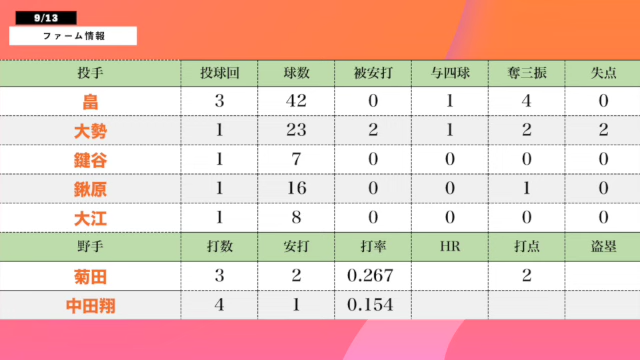 9/13
ファーム情報
投手 投球回 球数 被安打 与四球 奪三振 失点
畠 3 42 0 1 4 0
大勢 1 23 2 1 2 2
鍵谷 1 7 0 0 0 0
鍬原 1 16 0 0 1 0
大江 1 8 0 0 0 0
野手 打数 安打 打率 HR 打点 盗塁
菊田 3 2 0.267 2
中田翔 4 1 0.154